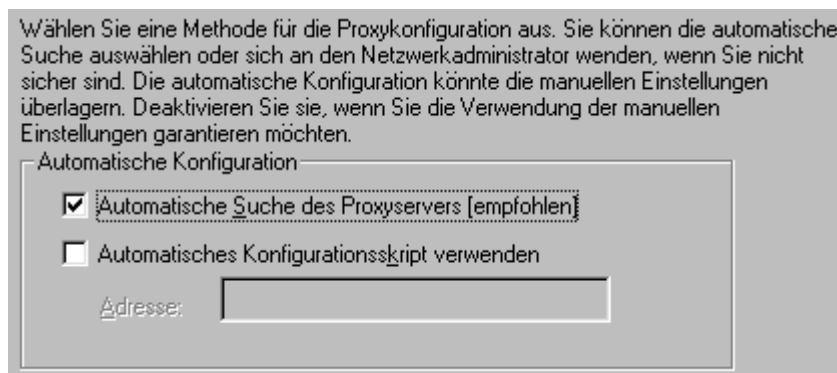 Wählen Sie eine Methode für die Proxykonfiguration aus. Sie können die automatische
Suche auswählen oder sich an den Netzwerkadministrator wenden, wenn Sie nicht
sicher sind. Die automatische Konfiguration könnte die manuellen Einstellungen
überlagern. Deaktivieren Sie sie, wenn Sie die Verwendung der manuellen
Einstellungen garantieren möchten.
Automatische Konfiguration
Automatische Suche des Proxyservers [empfohlen]
Automatisches Konfigurationsskript verwenden
Adresse: